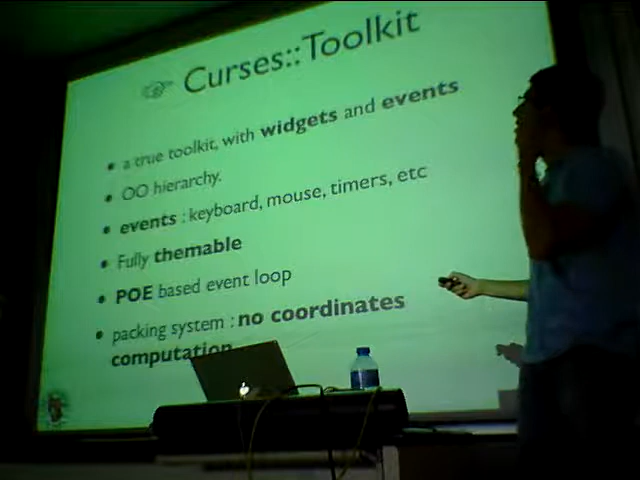 Curses::Toolkit
• a true toolkit, with widgets and events
• OO hierarchy.
• events : keyboard, mouse, timers, etc
• Fully themable
• POE based event loop
• packing system : no coordinates
computation